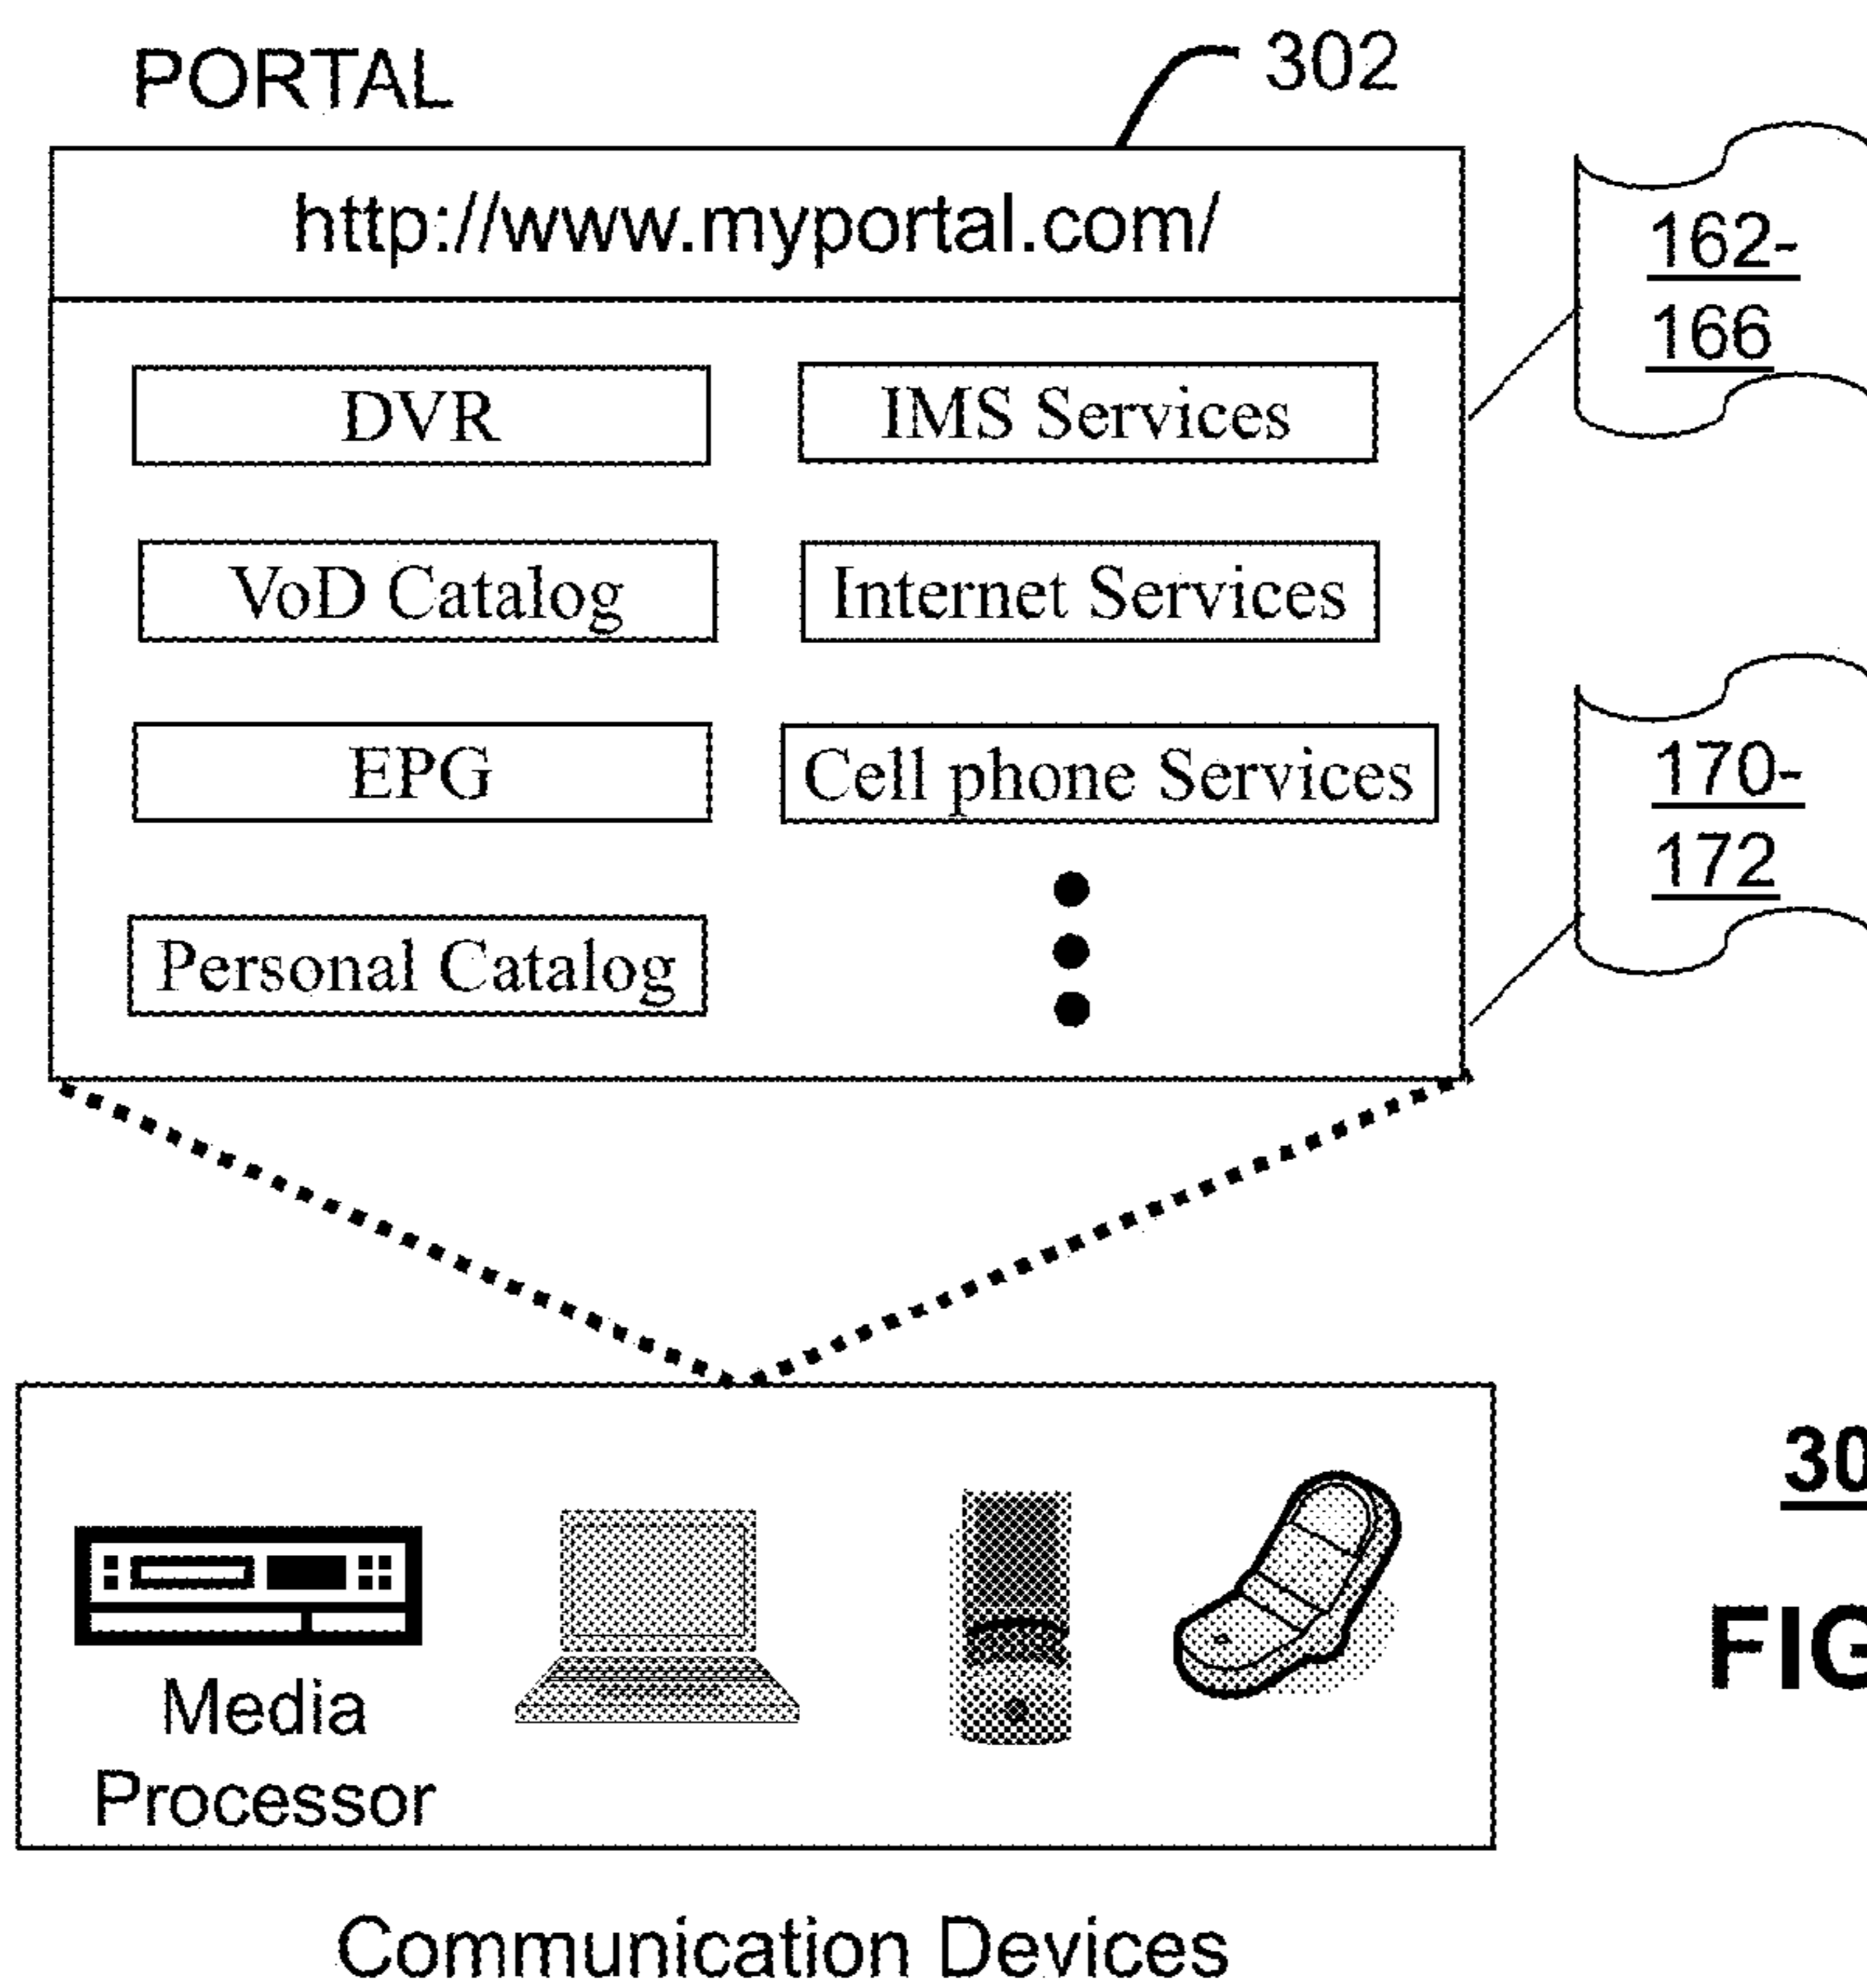 PORTAL
302
http://www.myportal.com/
162-
166
DVR
IMS Services
VoD Catalog
Internet Services
EPG
Cell phone Services
170-
172
Personal Catalog
Media
Processor
Communication Devices